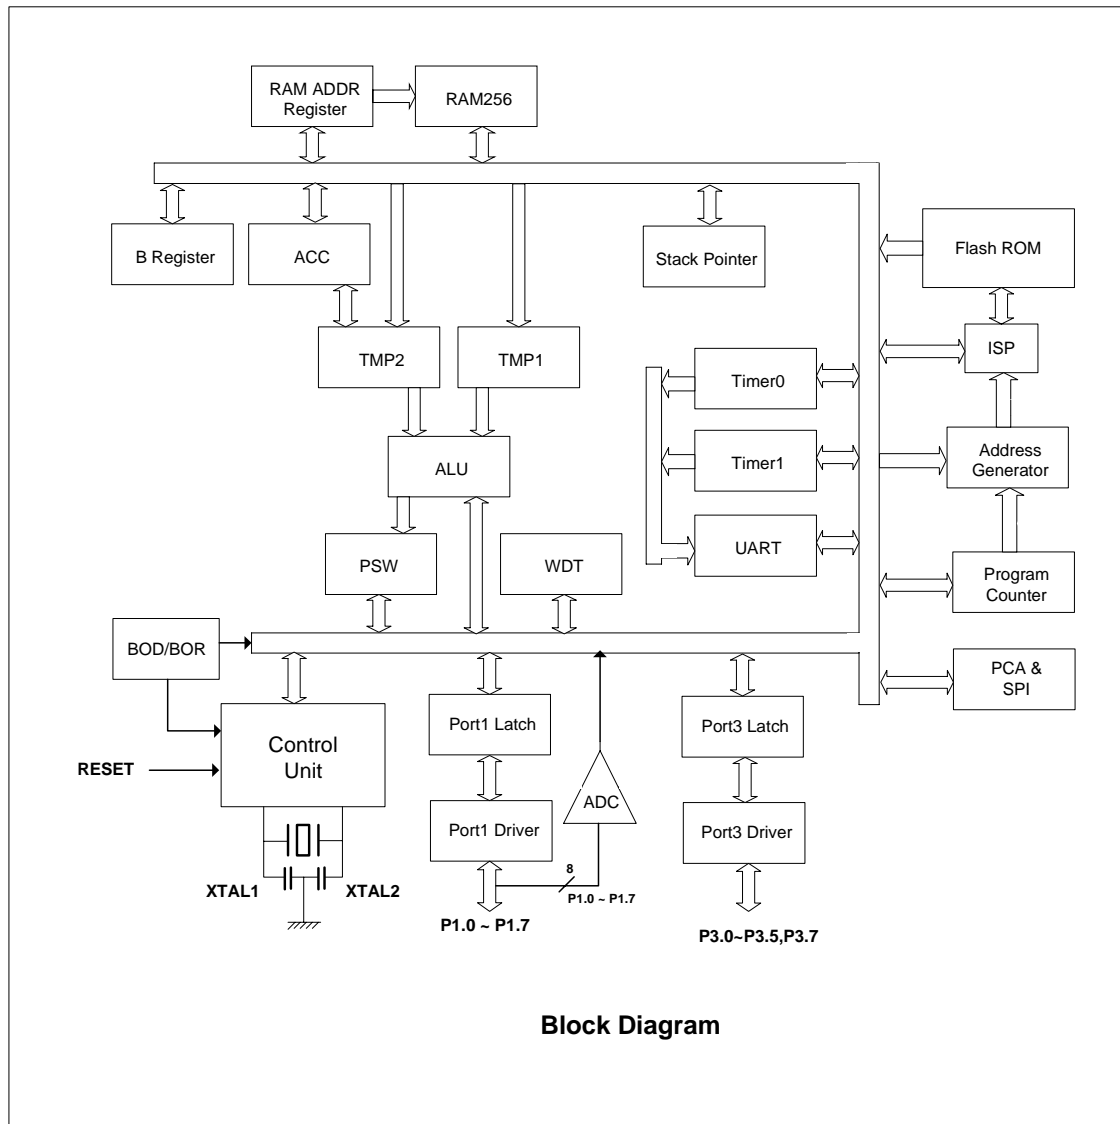 RAM ADDR
Register
RAM256
B Register
ACC
Stack Pointer
Flash ROM
TMP2
TMP1
ISP
Timer0
ALU
Timer1
Address
Generator
PSW
WDT
UART
Program
Counter
BOD/BOR
PCA &
SPI
Control
Unit
Port1 Latch
Port3 Latch
RESET
ADC
Port1 Driver
Port3 Driver
8
XTAL1
XTAL2
P1.0 ~ P1.7
P1.0 ~ P1.7
P3.0~P3.5,P3.7
Block Diagram